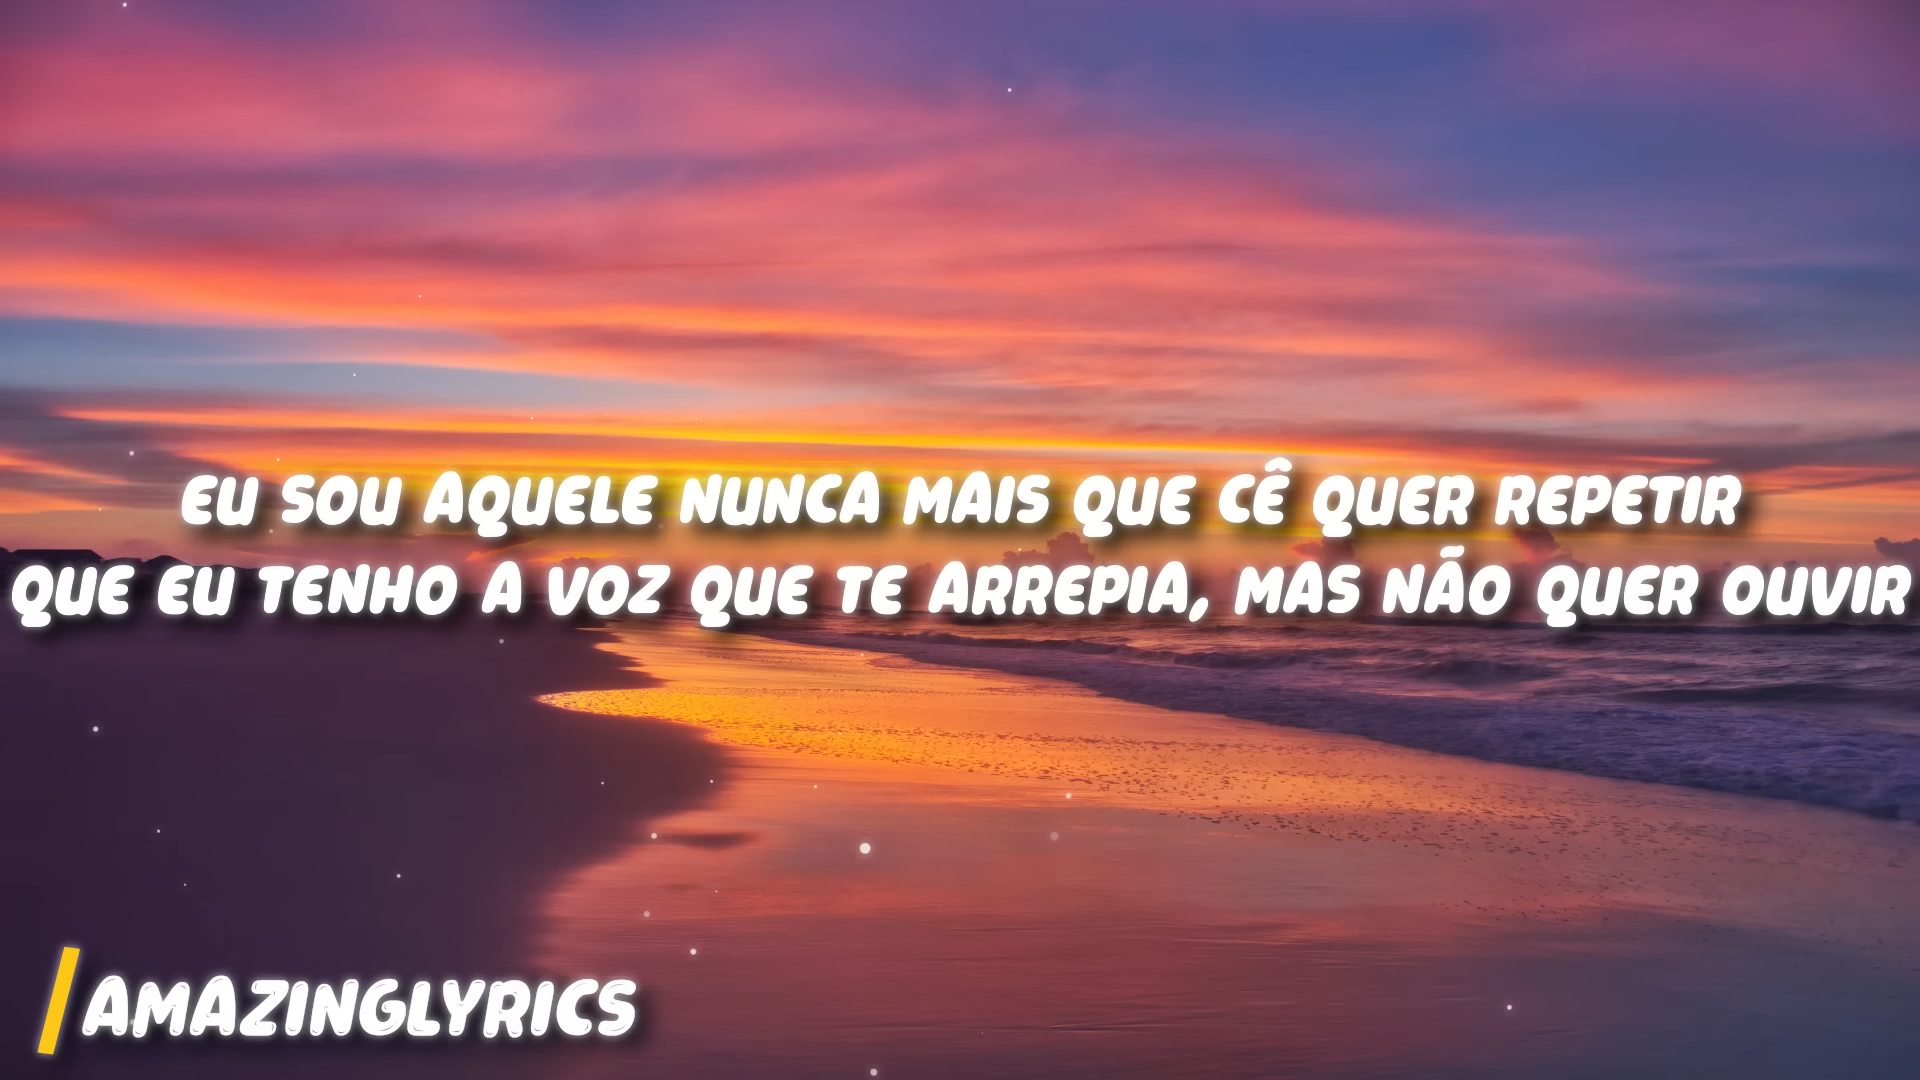 EU SOU AQUELE NUNCA MAIS QUE CÊ QUER REPETIR
QUE EU TENHO A VOZ QUE TE ARREPIA, MAS NÃO QUER OUVIR
AMAZINGLYRICS